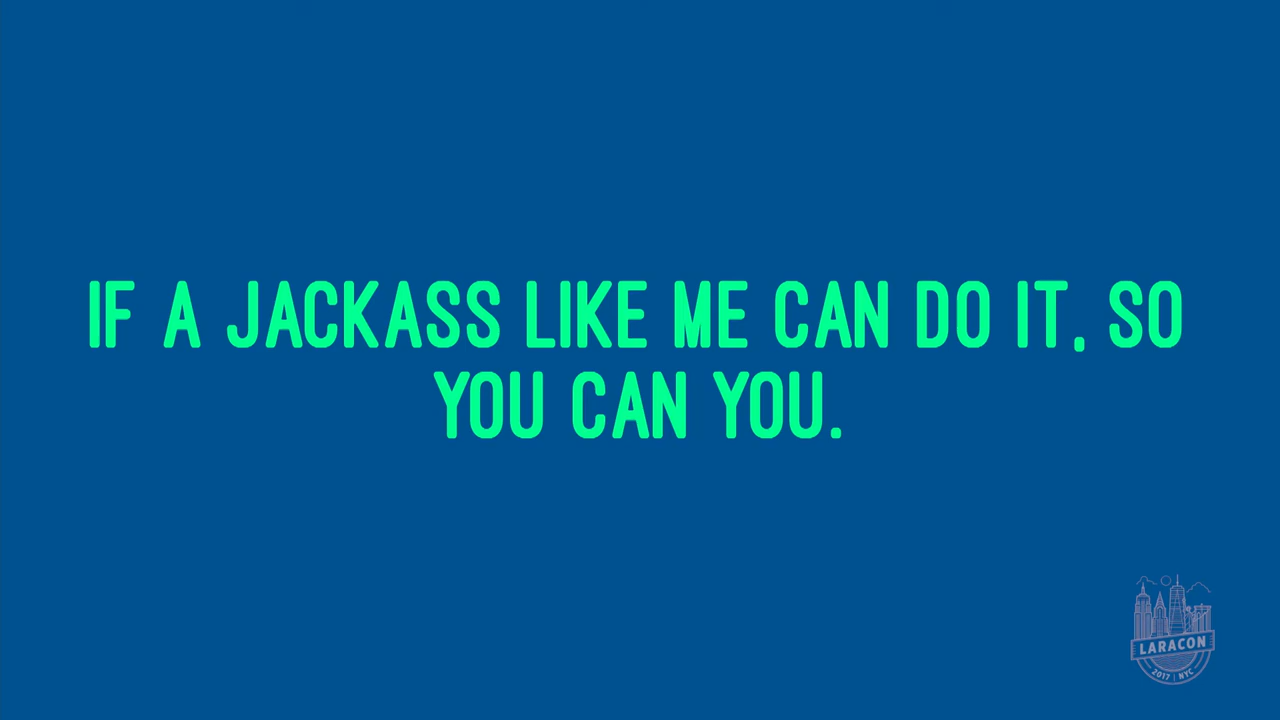 IF A JACKASS LIKE ME CAN DO IT, SO
YOU CAN YOU.
LARACON
2017 | NYC